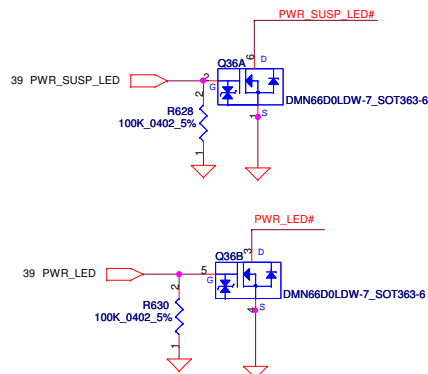 PWR_SUSP_LED#
Q36A
6
D
39 PWR_SUSP_LED
2
G
DMN66D0LDW-7_SOT363-6
2
R628
100K_0402_5%
1
S
1
PWR_LED#
Q36B
3
D
39 PWR_LED
5
G
DMN66D0LDW-7_SOT363-6
2
R630
100K_0402_5%
4
S
1